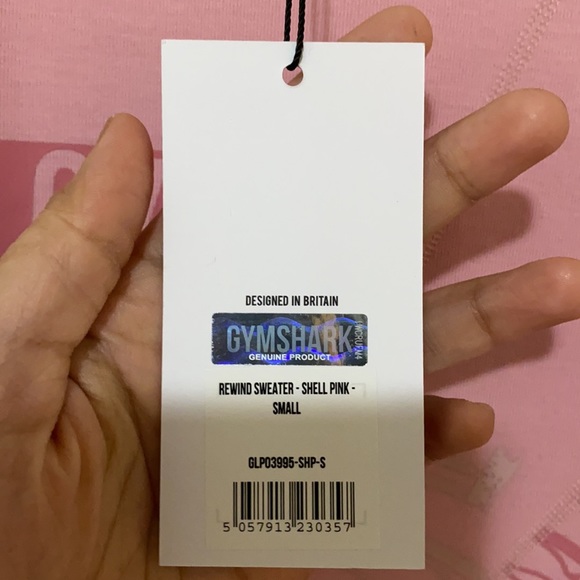 DESIGNED IN BRITAIN
GYMSHARK
GENUINE PRODUCT
REWIND SWEATER - SHELL PINK -
SMALL
GLP03995-SHP-S
5 057913 230357